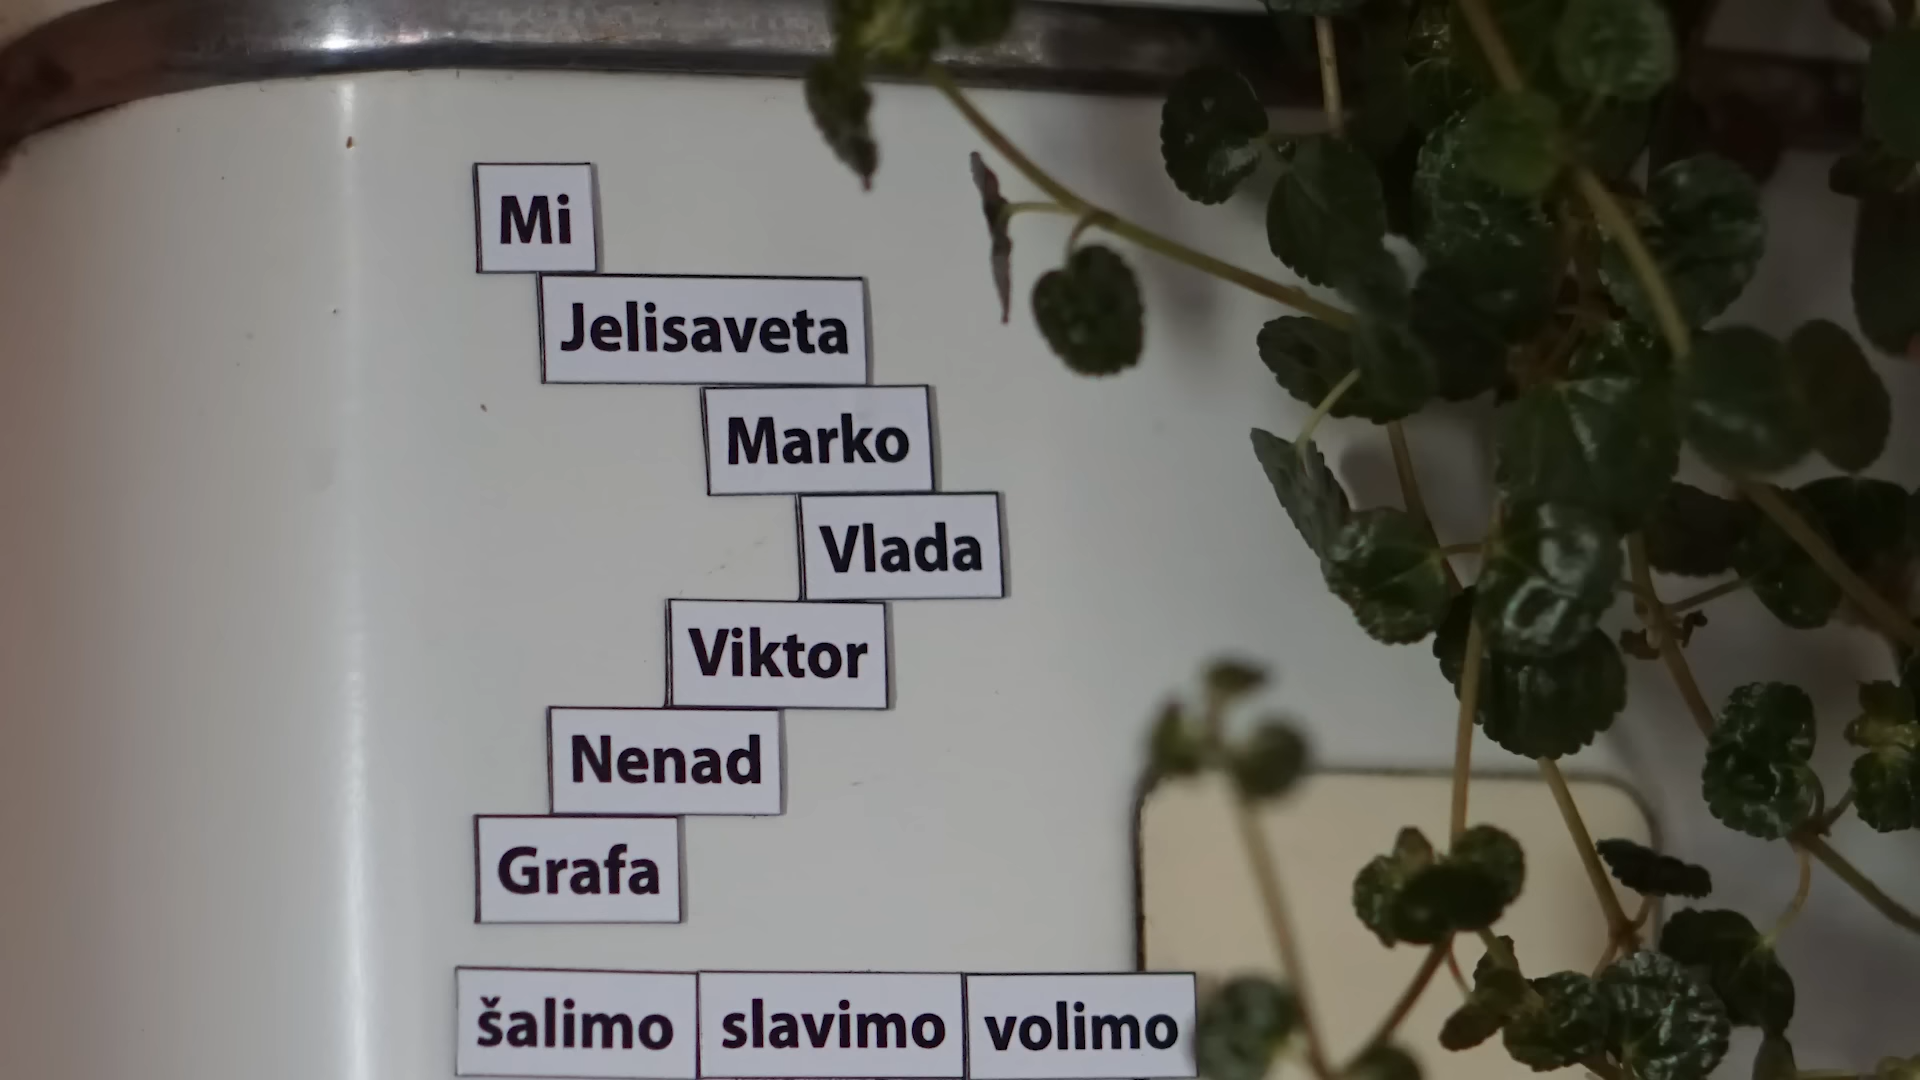 Mi
Jelisaveta
Marko
Vlada
Viktor
Nenad
Grafa
šalimo slavimo volimo